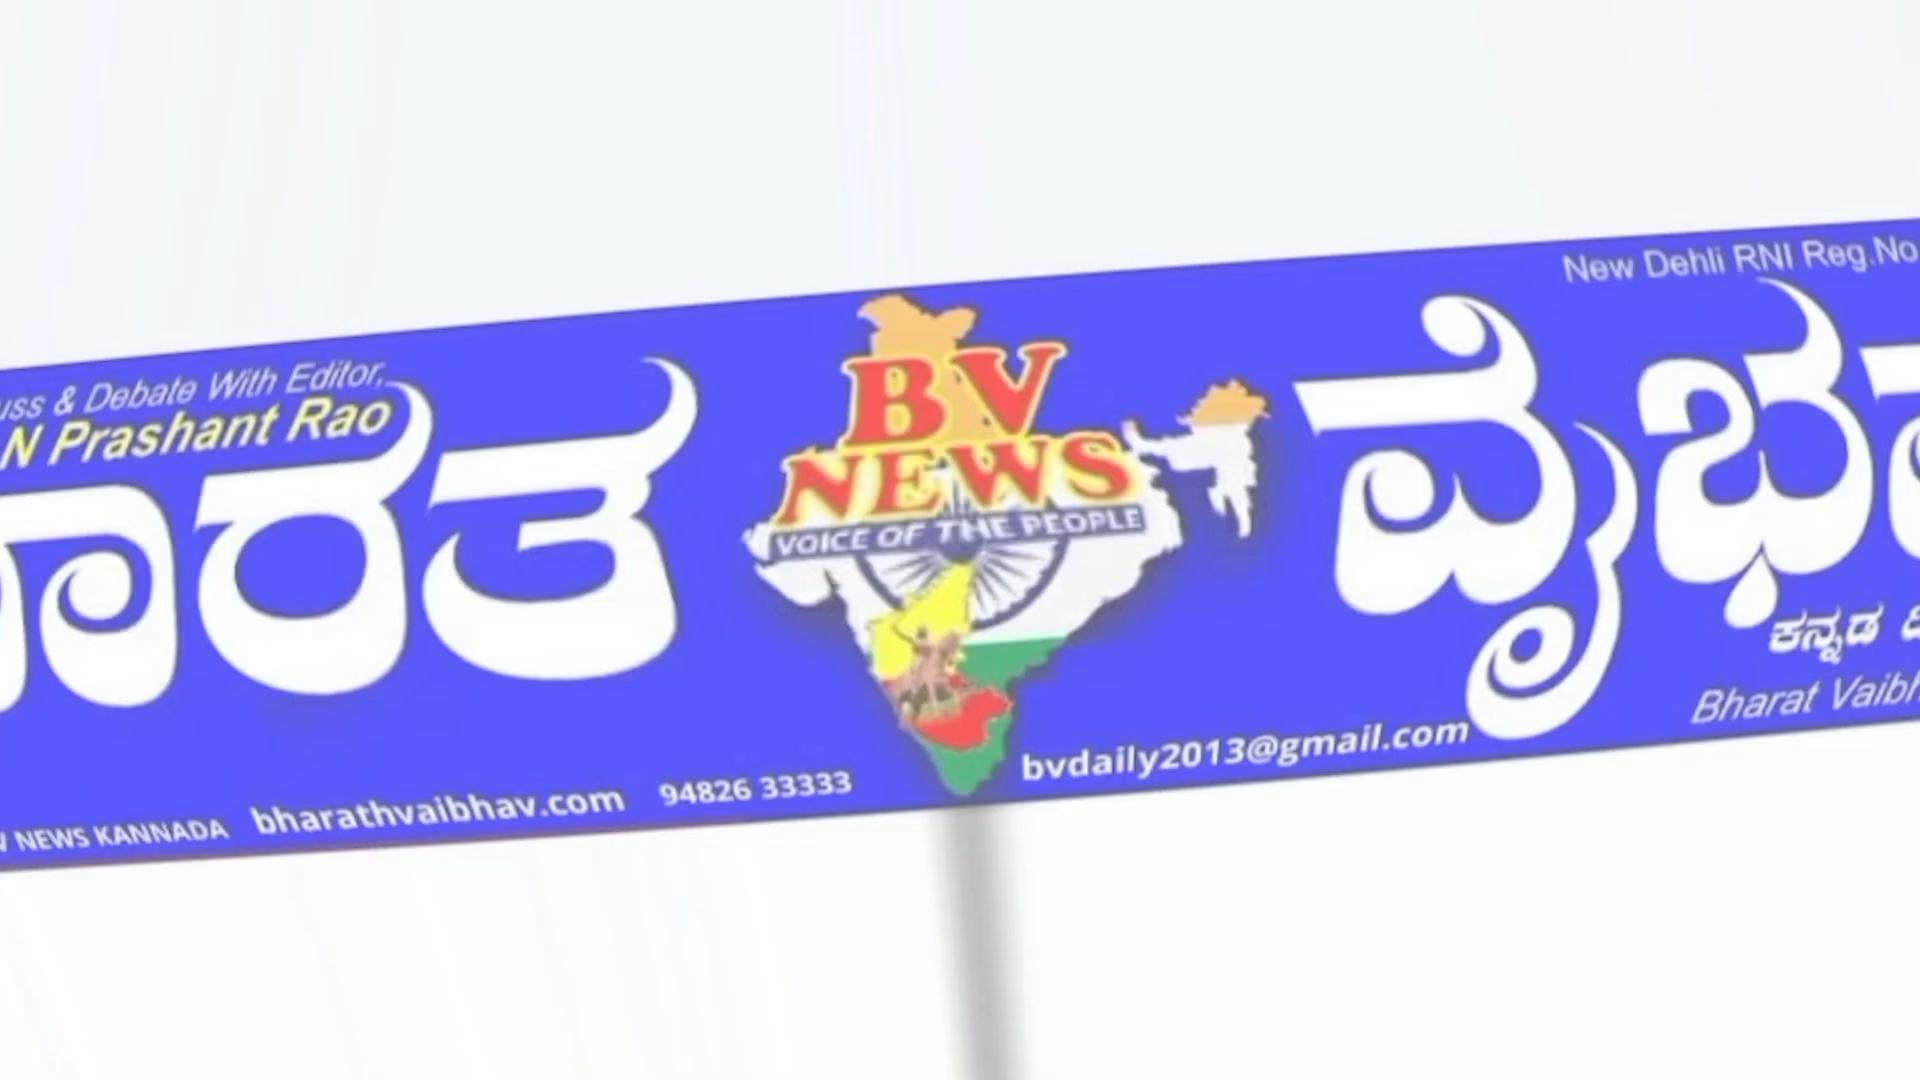 & Debate With Editor,
N Prashant Rao
ಭಾರತ
BV
NEWS
VOICE OF THE PEOPLE
New Dehli RNI Reg.No
ವೈಭ
ಕನ್ನಡ
Bharat
NEWS KANNADA bharathvaibhav.com 94826 33333
bvdaily2013@gmail.com